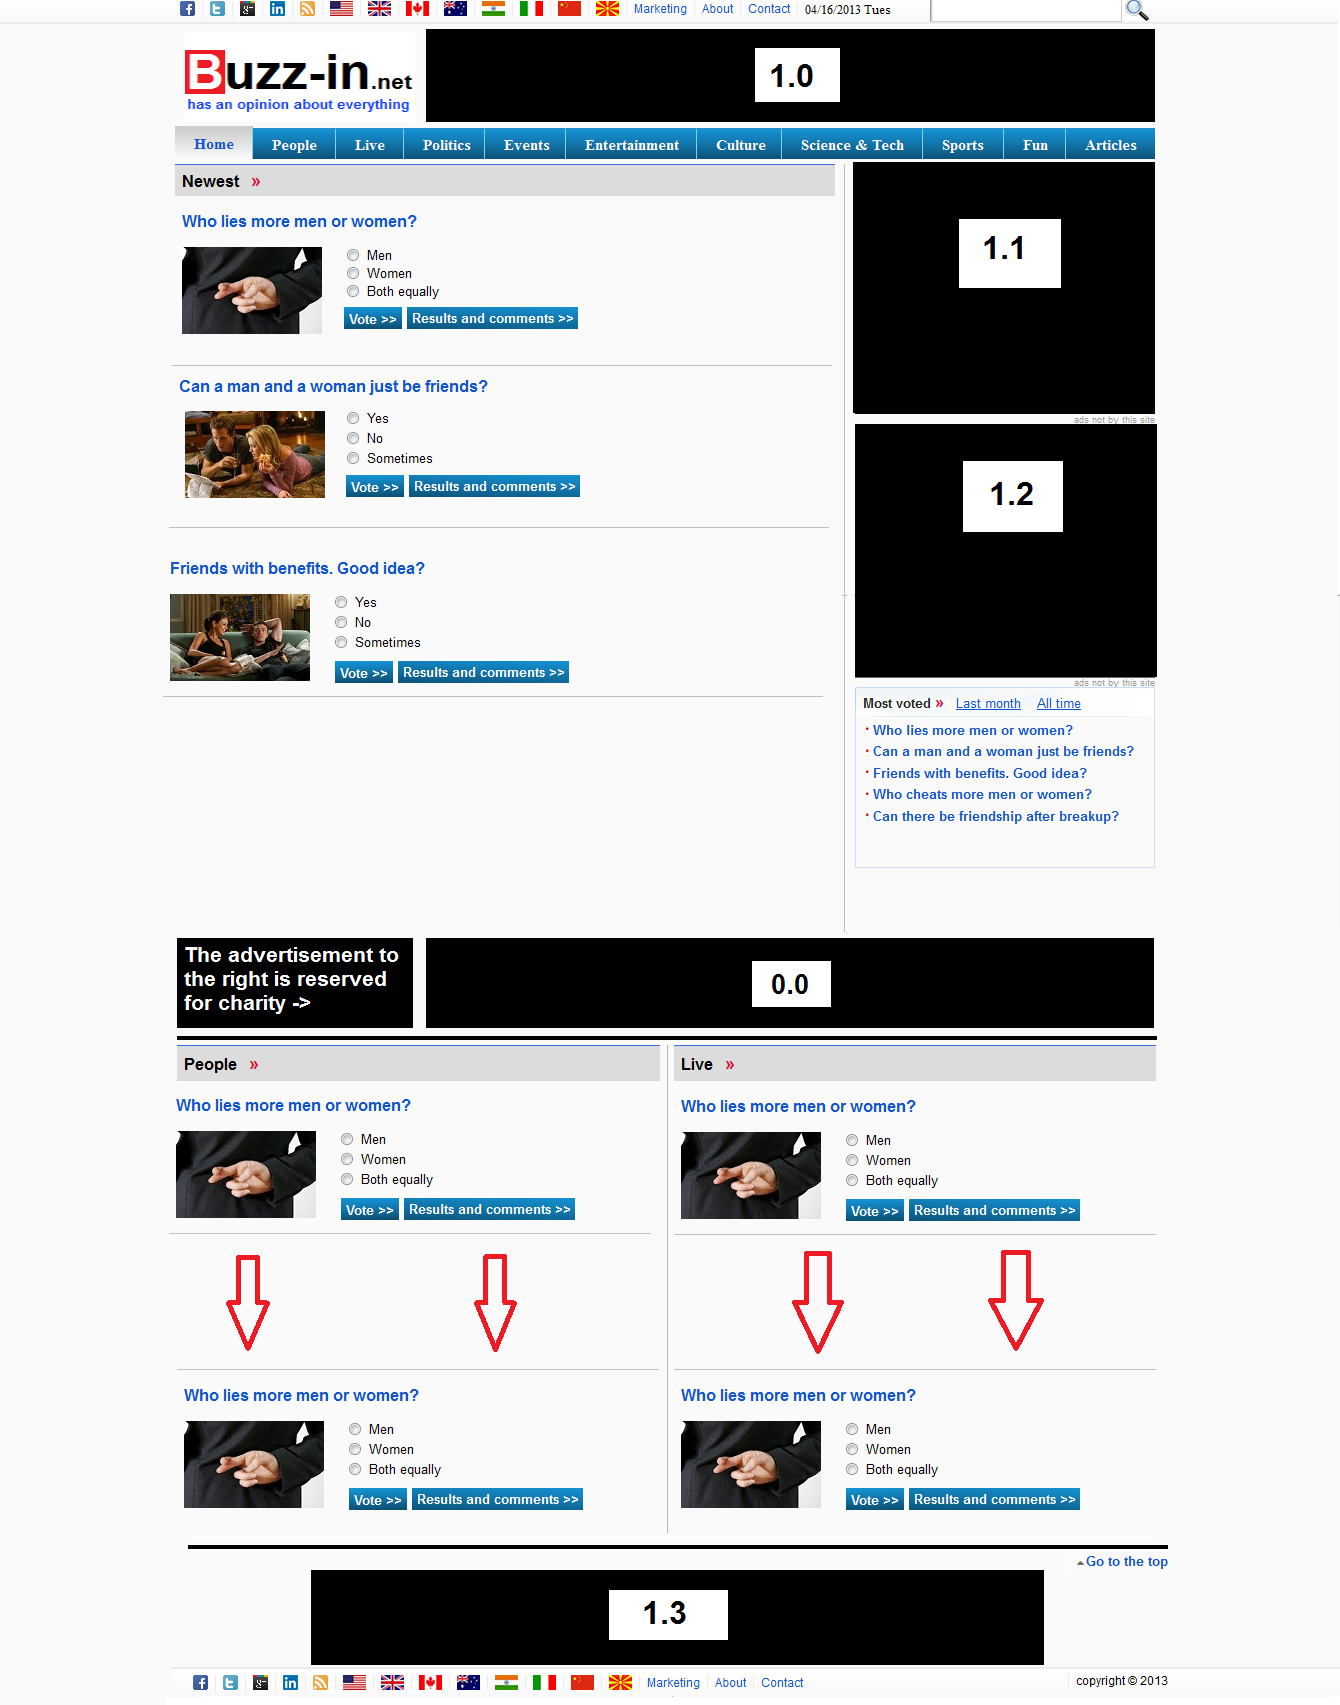 Marketing About Contact 04/16/2013 Tues
Buzz-in.net
has an opinion about everything
1.0
Home People Live Politics Events Entertainment Culture Science & Tech Sports Fun Articles
Newest »
Who lies more men or women?
Men
Women
Both equally
Vote >> Results and comments >>
Can a man and a woman just be friends?
Yes
No
Sometimes
Vote >> Results and comments >>
Friends with benefits. Good idea?
Yes
No
Sometimes
Vote >> Results and comments >>
1.1
ads not by this site
1.2
ads not by this site
Most voted » Last month All time
Who lies more men or women?
Can a man and a woman just be friends?
Friends with benefits. Good idea?
Who cheats more men or women?
Can there be friendship after breakup?
The advertisement to
the right is reserved
for charity ->
0.0
People »
Who lies more men or women?
Men
Women
Both equally
Vote >> Results and comments >>
Who lies more men or women?
Men
Women
Both equally
Vote >> Results and comments >>
Live »
Who lies more men or women?
Men
Women
Both equally
Vote >> Results and comments >>
Who lies more men or women?
Men
Women
Both equally
Vote >> Results and comments >>
Go to the top
1.3
Marketing About Contact
copyright © 2013